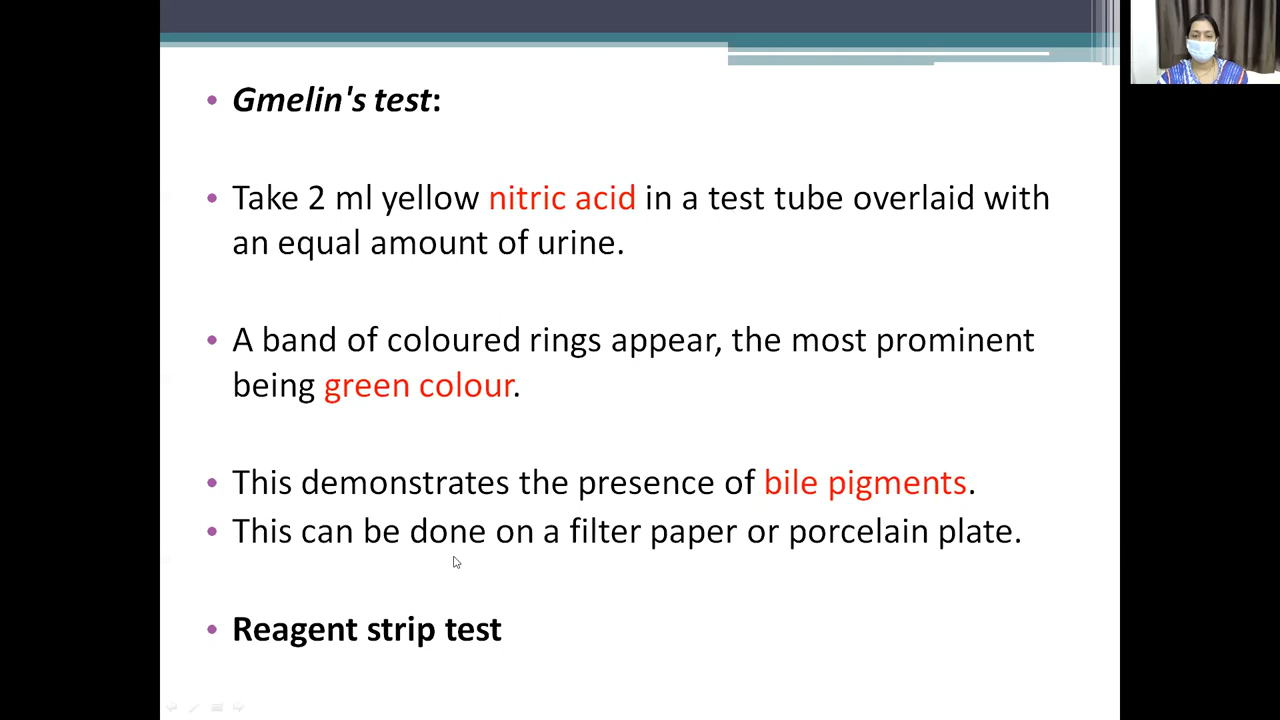 • Gmelin's test:
• Take 2 ml yellow nitric acid in a test tube overlaid with
an equal amount of urine.
• A band of coloured rings appear, the most prominent
being green colour.
• This demonstrates the presence of bile pigments.
• This can be done on a filter paper or porcelain plate.
• Reagent strip test